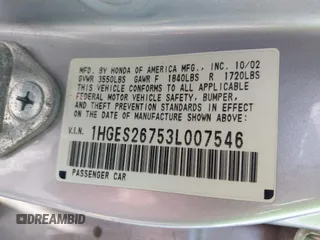 MFD. BY HONDA OF AMERICA MFG., INC. 10/02
GVWR 3550LBS GAWR F 1840LBS R 1720LBS
THIS VEHICLE CONFORMS TO ALL APPLICABLE
FEDERAL MOTOR VEHICLE SAFETY, BUMPER,
AND THEFT PREVENTION STANDARDS IN EFFECT
ON THE DATE OF MANUFACTURE SHOWN ABOVE.
V.I.N. 1HGES26753L007546
PASSENGER CAR
DREAMBID